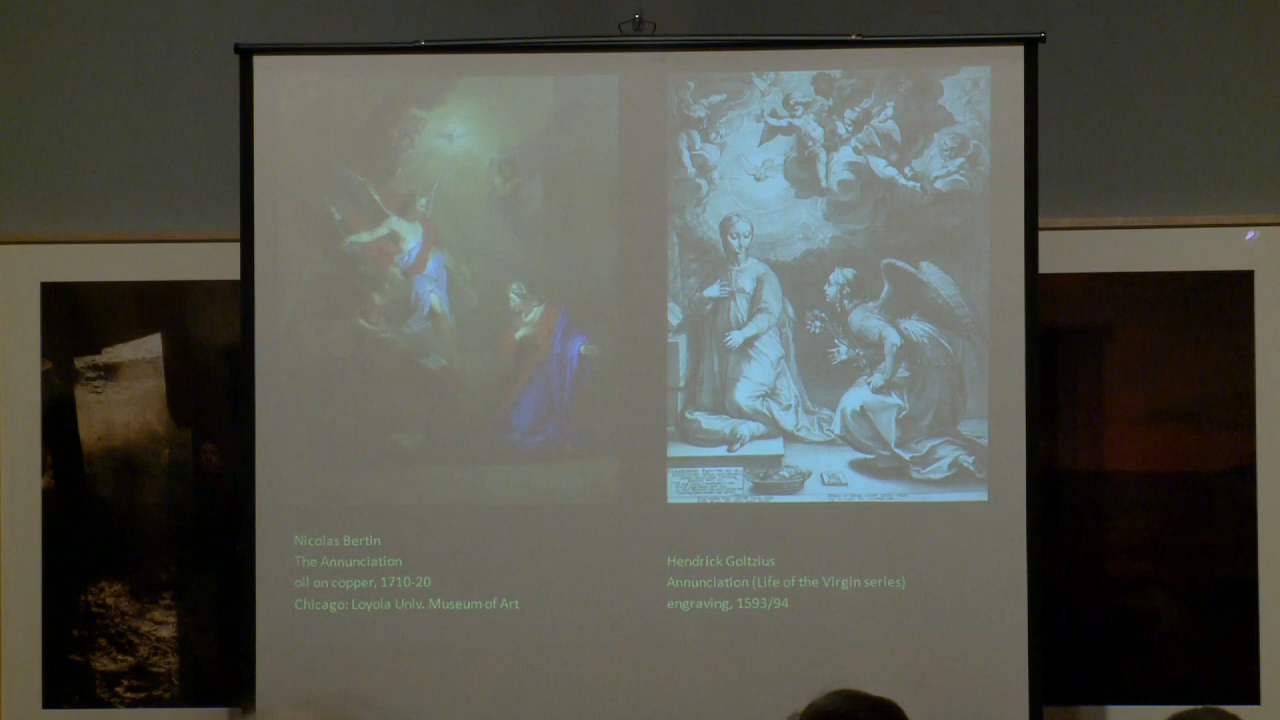 Nicolas Bertin
The Annunciation
oil on copper, 1710-20
Chicago: Loyola Univ. Museum of Art
Hendrick Goltzius
Annunciation (Life of the Virgin series)
engraving, 1593/94